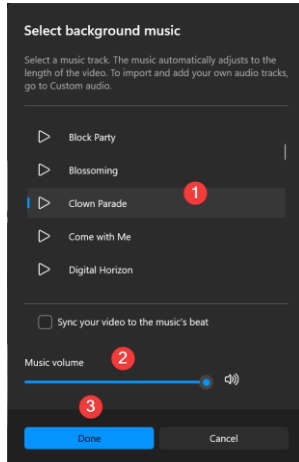 Select background music
Select a music track. The music automatically adjusts to the
length of the video. To import and add your own audio tracks,
go to Custom audio.
Block Party
Blossoming
1
Clown Parade
Come with Me
Digital Horizon
Sync your video to the music's beat
Music volume 2
3
Done Cancel